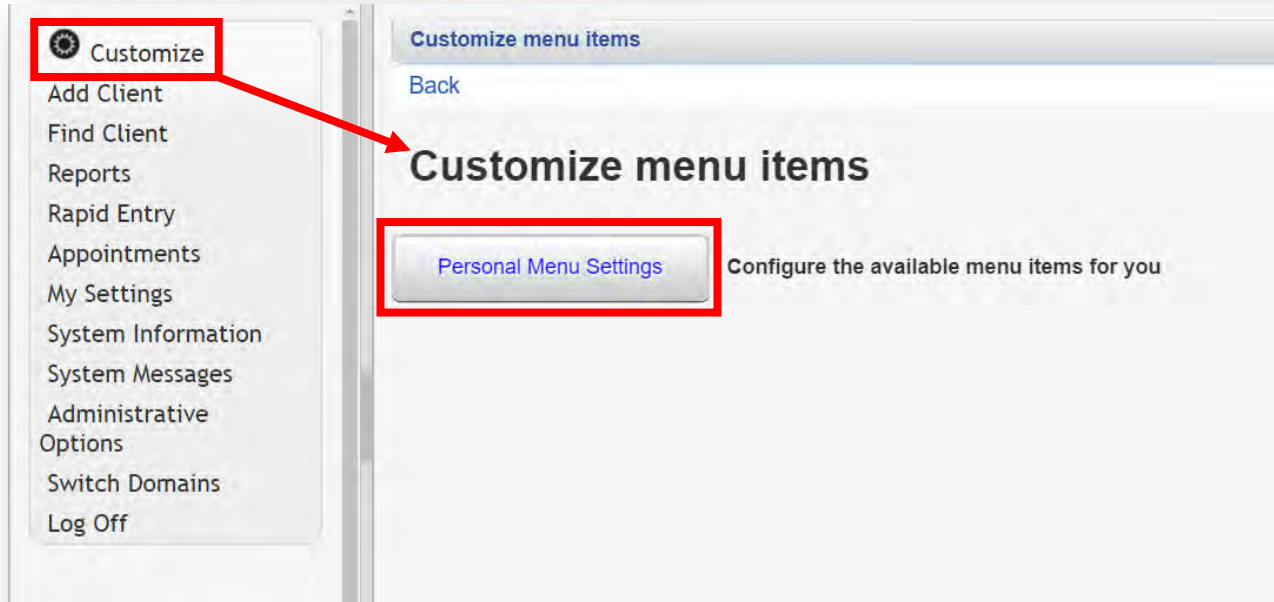 Customize
Add Client
Find Client
Reports
Rapid Entry
Appointments
My Settings
System Information
System Messages
Administrative
Options
Switch Domains
Log Off
Customize menu items
Back
Customize menu items
Personal Menu Settings
Configure the available menu items for you